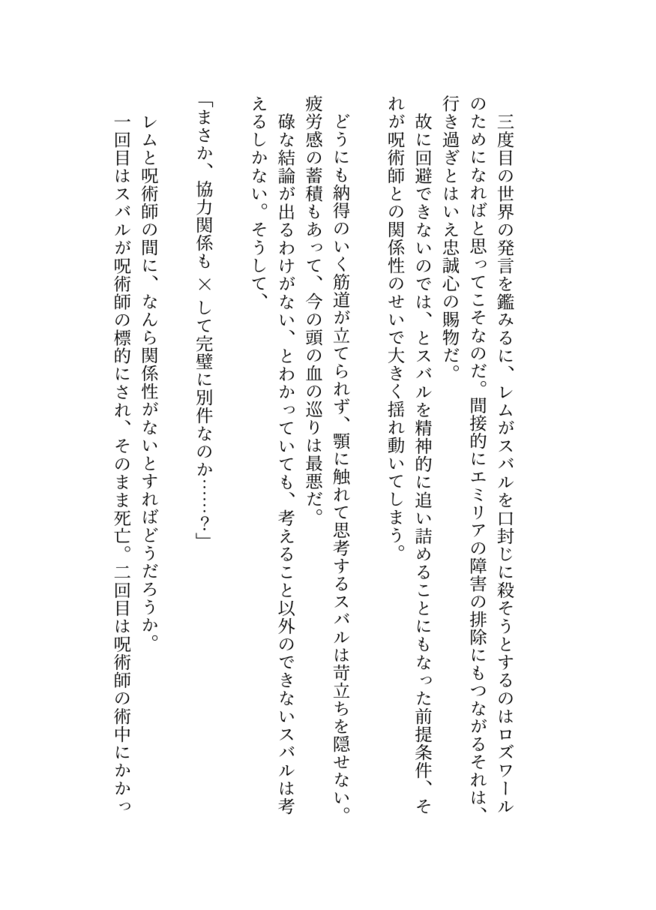 三度目の世界の発言を鑑みるに、レムがスバルを口封じに殺そうとするのはロズワール
のためになればと思ってこそなのだ。間接的にエミリアの障害の排除にもつながるそれは、
行き過ぎとはいえ忠誠心の賜物だ。
故に回避できないのでは、とスバルを精神的に追い詰めることにもなった前提条件、そ
れが呪術師との関係性のせいで大きく揺れ動いてしまう。
どうにも納得のいく筋道が立てられず、顎に触れて思考するスバルは苛立ちを隠せない。
疲労感の蓄積もあって、今の頭の血の巡りは最悪だ。
碌な結論が出るわけがない、とわかっていても、考えること以外のできないスバルは考
えるしかない。そうして、
「まさか、協力関係も×して完璧に別件なのか……？」
レムと呪術師の間に、なんら関係性がないとすればどうだろうか。
一回目はスバルが呪術師の標的にされ、そのまま死亡。二回目は呪術師の術中にかかっ